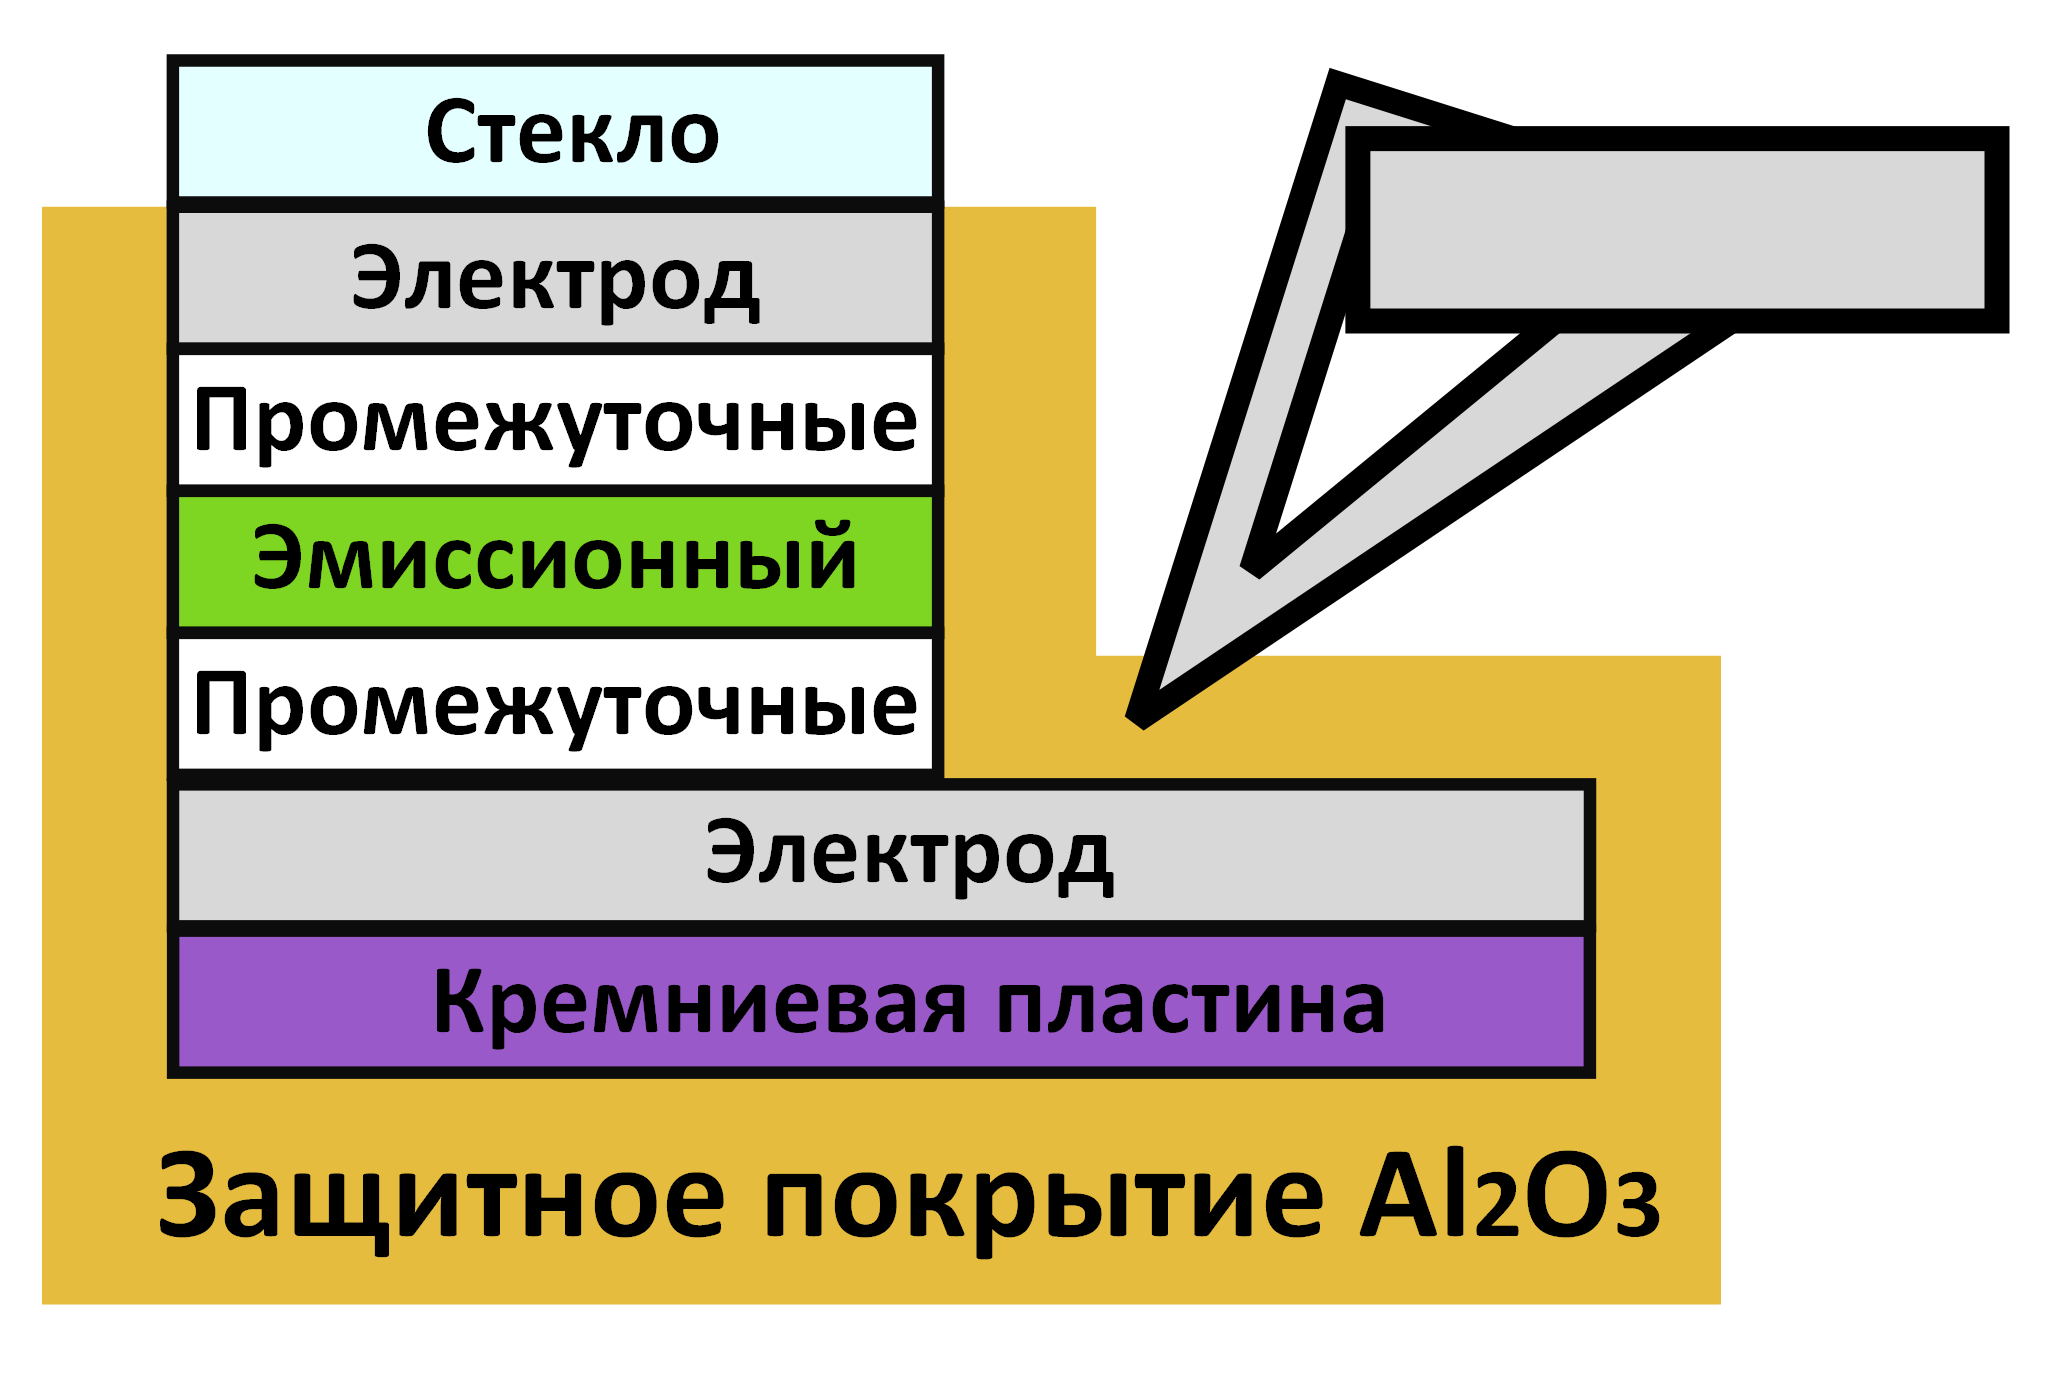 Стекло
Электрод
Промежуточные
Эмиссионный
Промежуточные
Электрод
Кремниевая пластина
Защитное покрытие Al2O3